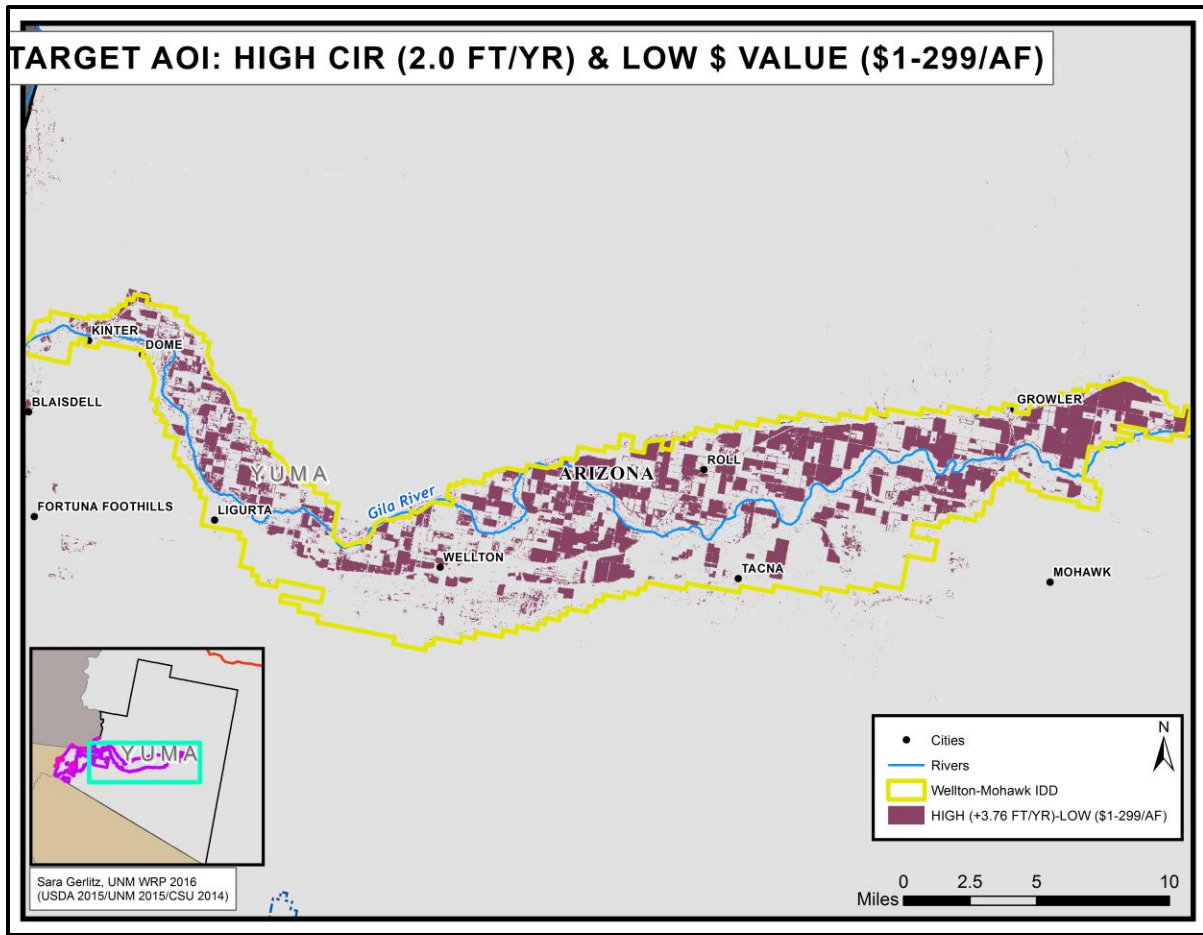 TARGET AOI: HIGH CIR (2.0 FT/YR) & LOW $ VALUE ($1-299/AF)
KINTER
DOME
BLAISDELL
GROWLER
ROLL
ARIZONA
YUMA
Gila River
FORTUNA FOOTHILLS
LIGURTA
WELLTON
TACNA
MOHAWK
YUMA
Sara Gerlitz, UNM WRP 2016
(USDA 2015/UNM 2015/CSU 2014)
N
Cities
Rivers
Wellton-Mohawk IDD
HIGH (+3.76 FT/YR)-LOW ($1-299/AF)
0 2.5 5 10
Miles